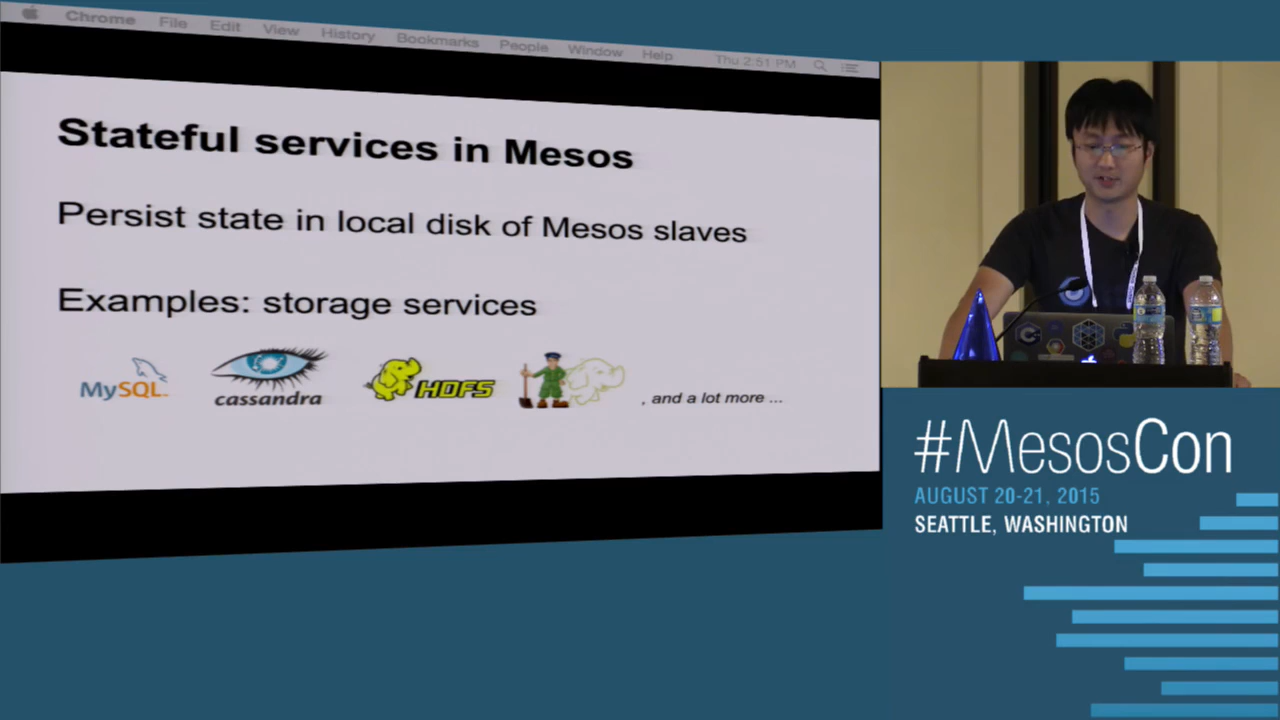 Chrome File Edit View History Bookmarks People Window Help Thu 2:51 PM
Stateful services in Mesos
Persist state in local disk of Mesos slaves
Examples: storage services
MySQL
cassandra
HDFS
, and a lot more ...
#MesosCon
AUGUST 20-21, 2015
SEATTLE, WASHINGTON